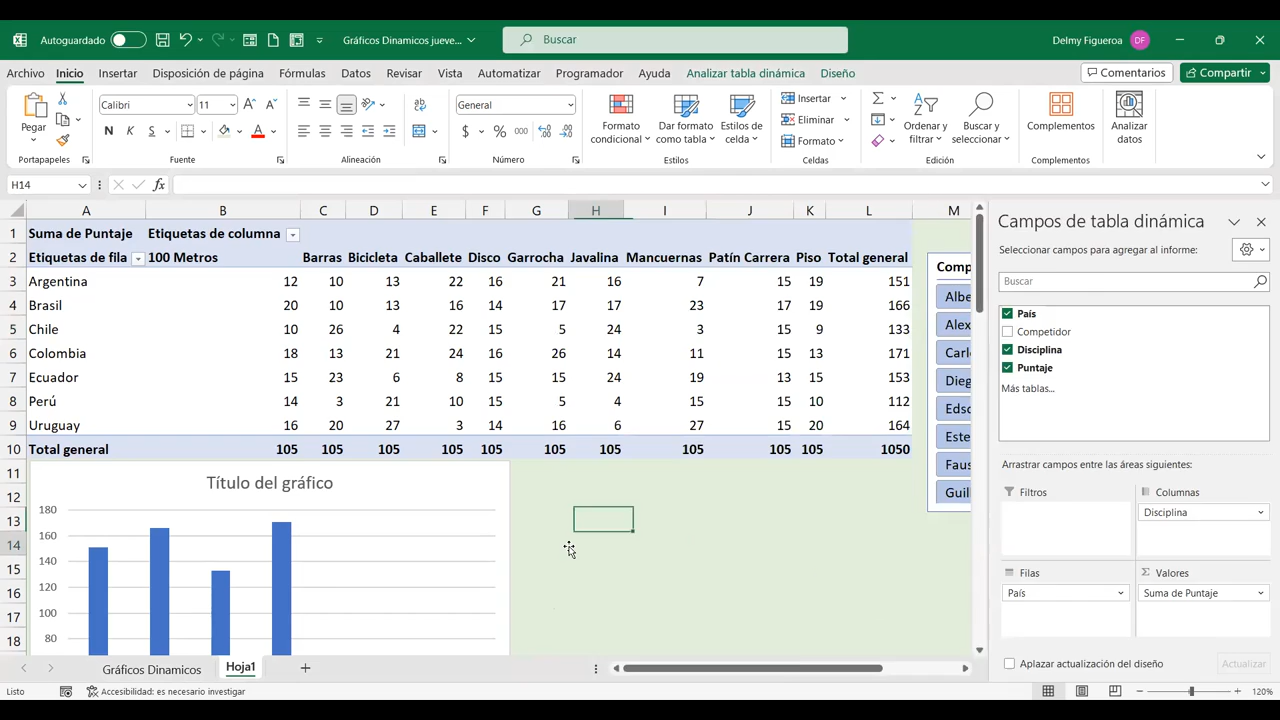 Autoguardado
Gráficos Dinamicos jueve...
Buscar
Delmy Figueroa DF
Archivo Inicio Insertar Disposición de página Fórmulas Datos Revisar Vista Automatizar Programador Ayuda Analizar tabla dinámica Diseño
Comentarios Compartir
Pegar
Calibri 11
N K S
General
$ % 000
Formato condicional
Dar formato como tabla
Estilos de celda
Insertar
Eliminar
Formato
Ordenar y filtrar
Buscar y seleccionar
Complementos
Analizar datos
Portapapeles Fuente Alineación Número Estilos Celdas Edición Complementos
H14 fx
A B C D E F G H I J K L M
1 Suma de Puntaje Etiquetas de columna
2 Etiquetas de fila 100 Metros Barras Bicicleta Caballete Disco Garrocha Javalina Mancuernas Patín Carrera Piso Total general
3 Argentina 12 10 13 22 16 21 16 7 15 19 151
4 Brasil 20 10 13 16 14 17 17 23 17 19 166
5 Chile 10 26 4 22 15 5 24 3 15 9 133
6 Colombia 18 13 21 24 16 26 14 11 15 13 171
7 Ecuador 15 23 6 8 15 15 24 19 13 15 153
8 Perú 14 3 21 10 15 5 4 15 15 10 112
9 Uruguay 16 20 27 3 14 16 6 27 15 20 164
10 Total general 105 105 105 105 105 105 105 105 105 105 1050
11
12
13
14
15
16
17
18
Título del gráfico
180
160
140
120
100
80
Comp
Albe
Alex
Carl
Dieg
Edso
Este
Faus
Guil
Campos de tabla dinámica
Seleccionar campos para agregar al informe:
Buscar
País
Competidor
Disciplina
Puntaje
Más tablas...
Arrastrar campos entre las áreas siguientes:
Filtros
Columnas
Disciplina
Filas
País
Σ Valores
Suma de Puntaje
Aplazar actualización del diseño Actualizar
Gráficos Dinamicos Hoja1
Listo Accesibilidad: es necesario investigar 120%